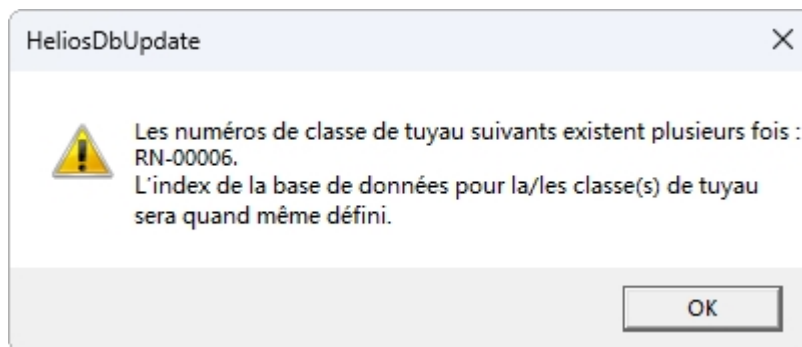 HeliosDbUpdate
Les numéros de classe de tuyau suivants existent plusieurs fois :
RN-00006.
L'index de la base de données pour la/les classe(s) de tuyau
sera quand même défini.
OK